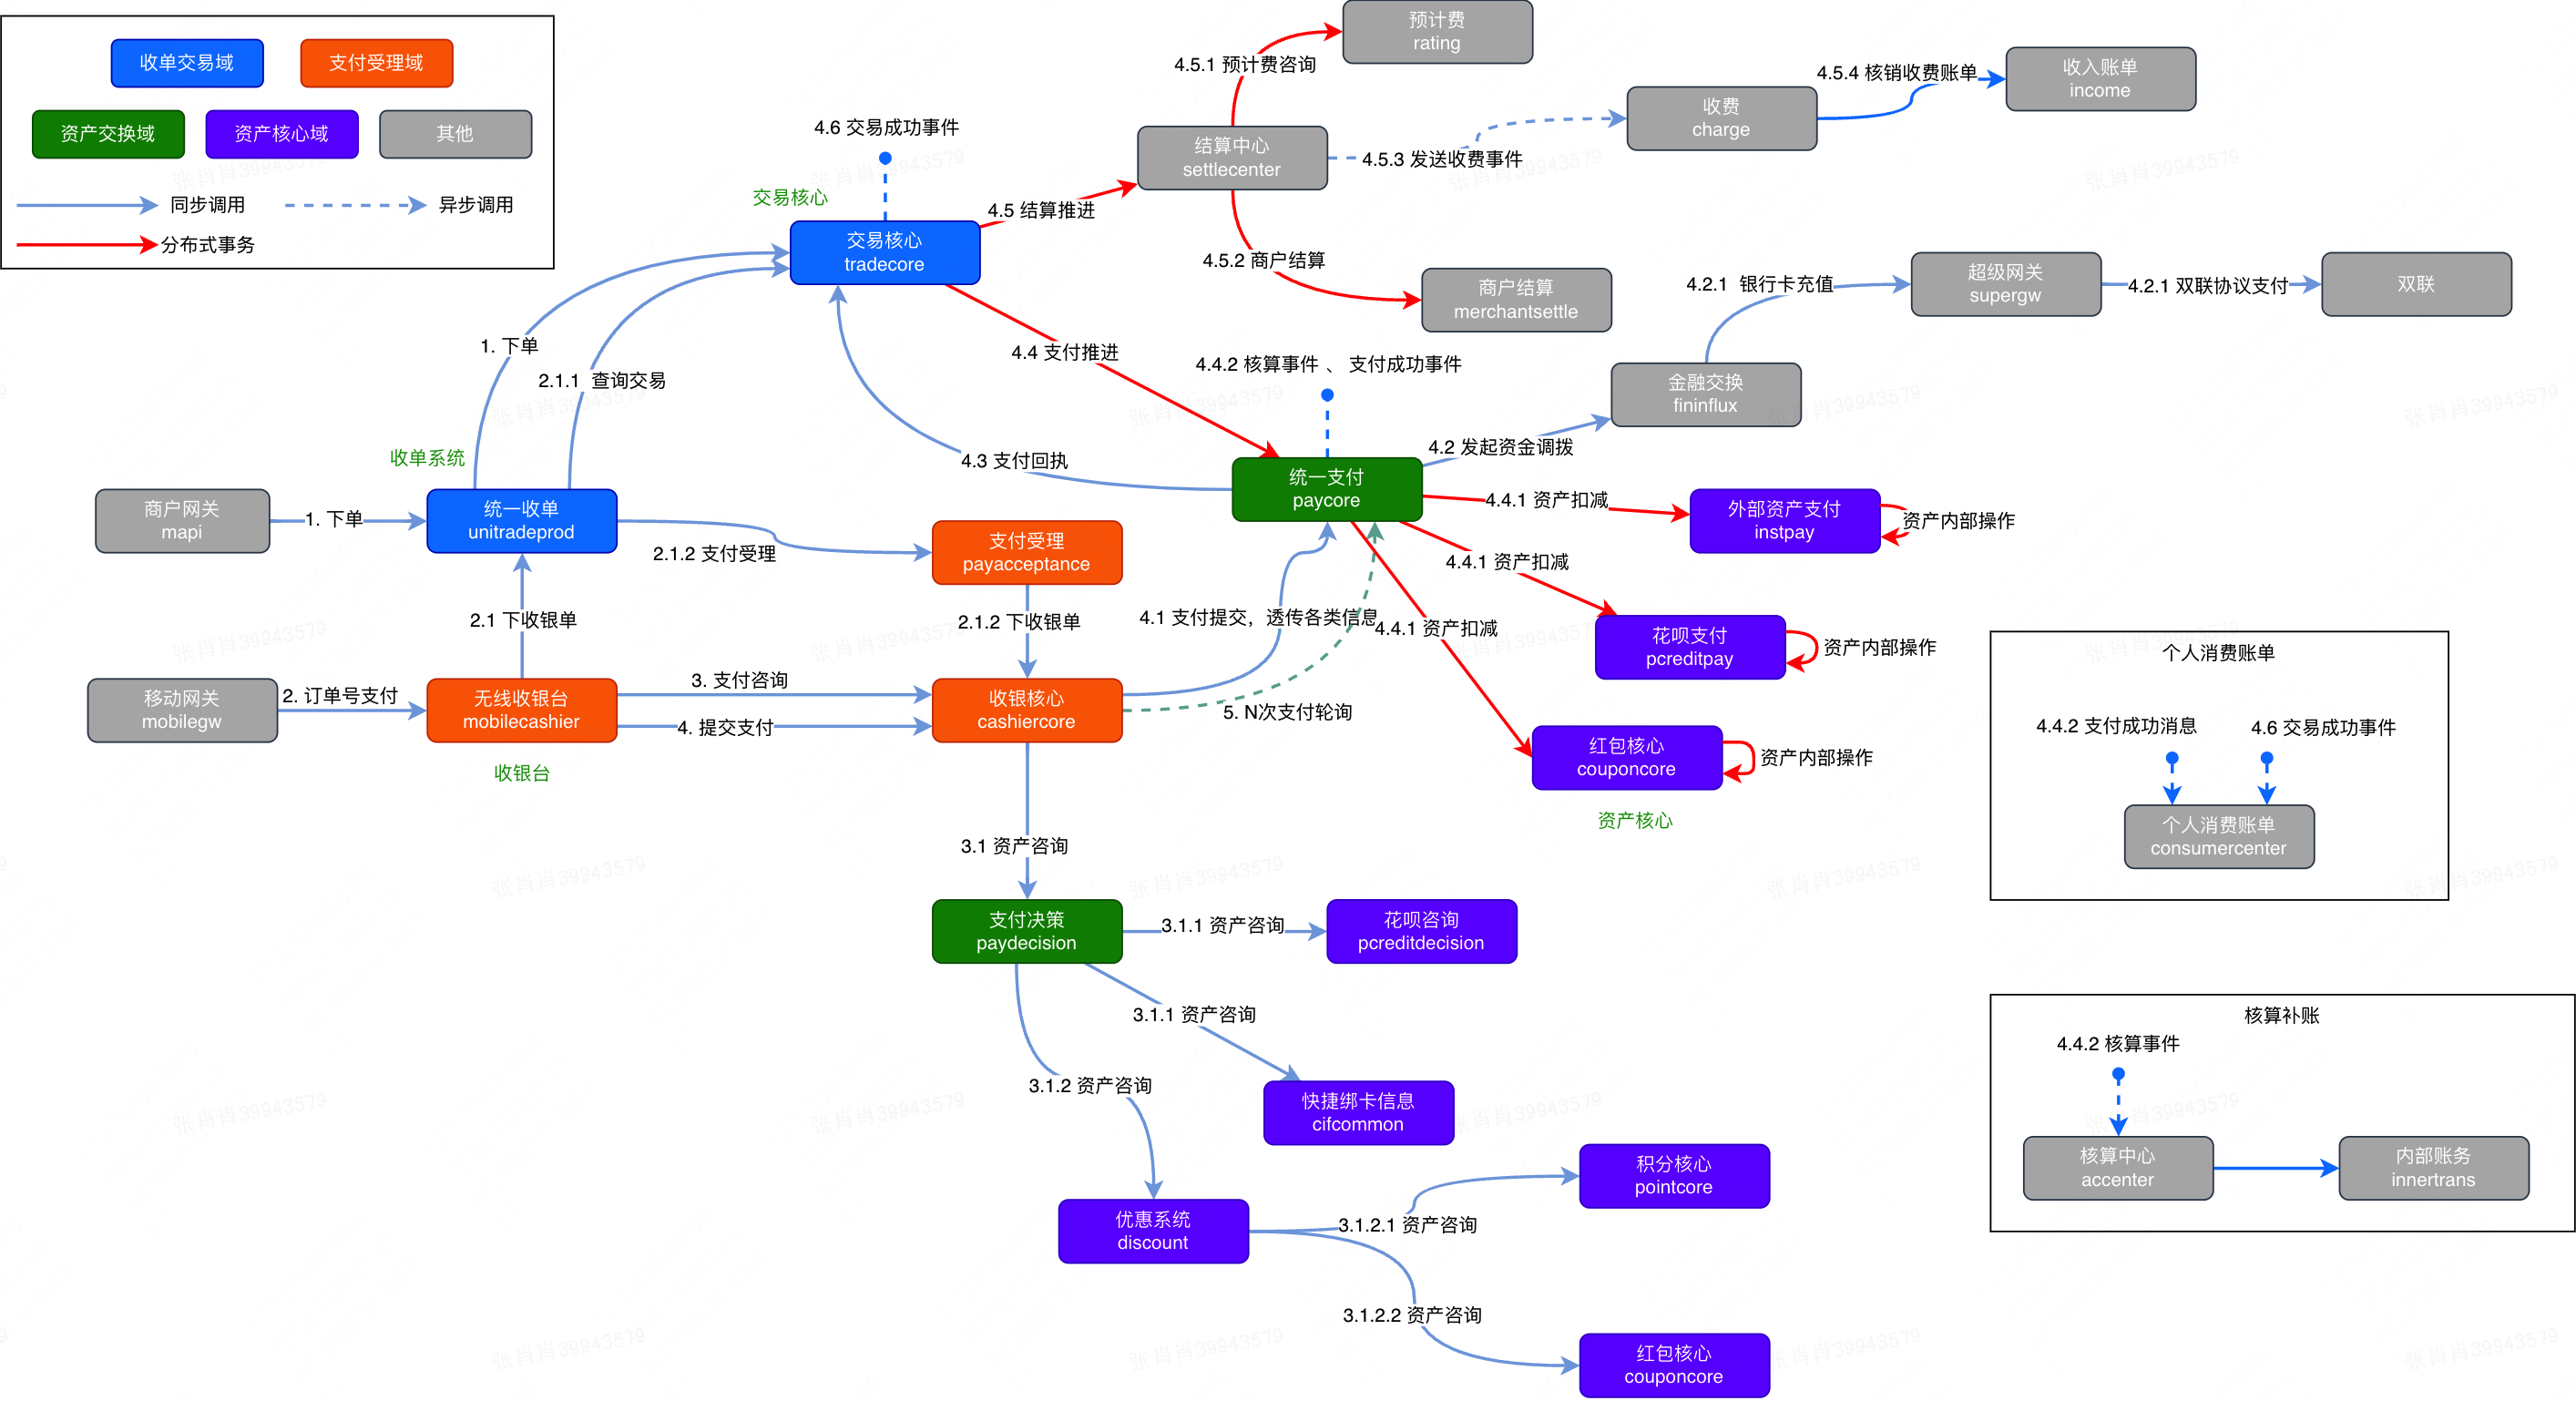 收单交易域
支付受理域
资产交换域
资产核心域
其他
同步调用
异步调用
分布式事务
预计费
rating
4.5.1 预计费咨询
4.5.4 核销收费账单
收入账单
income
收费
charge
4.6 交易成功事件
结算中心
settlecenter
4.5.3 发送收费事件
交易核心
4.5 结算推进
交易核心
tradecore
4.5.2 商户结算
商户结算
merchantsettle
4.2.1 银行卡充值
超级网关
supergw
4.2.1 双联协议支付
双联
1. 下单
2.1.1 查询交易
4.4 支付推进
4.4.2 核算事件 、 支付成功事件
金融交换
fininflux
收单系统
4.3 支付回执
4.2 发起资金调拨
统一支付
paycore
商户网关
mapi
1. 下单
统一收单
unitradeprod
4.4.1 资产扣减
外部资产支付
instpay
资产内部操作
2.1.2 支付受理
支付受理
payacceptance
4.4.1 资产扣减
2.1 下收银单
2.1.2 下收银单
4.1 支付提交，透传各类信息
4.4.1 资产扣减
花呗支付
pcreditpay
资产内部操作
个人消费账单
移动网关
mobilegw
2. 订单号支付
无线收银台
mobilecashier
3. 支付咨询
4. 提交支付
收银核心
cashiercore
5. N次支付轮询
4.4.2 支付成功消息
4.6 交易成功事件
收银台
红包核心
couponcore
资产内部操作
资产核心
个人消费账单
consumercenter
3.1 资产咨询
支付决策
paydecision
3.1.1 资产咨询
花呗咨询
pcreditdecision
3.1.1 资产咨询
核算补账
4.4.2 核算事件
3.1.2 资产咨询
快捷绑卡信息
cifcommon
核算中心
accenter
内部账务
innertrans
积分核心
pointcore
优惠系统
discount
3.1.2.1 资产咨询
3.1.2.2 资产咨询
红包核心
couponcore
张肖肖39943579